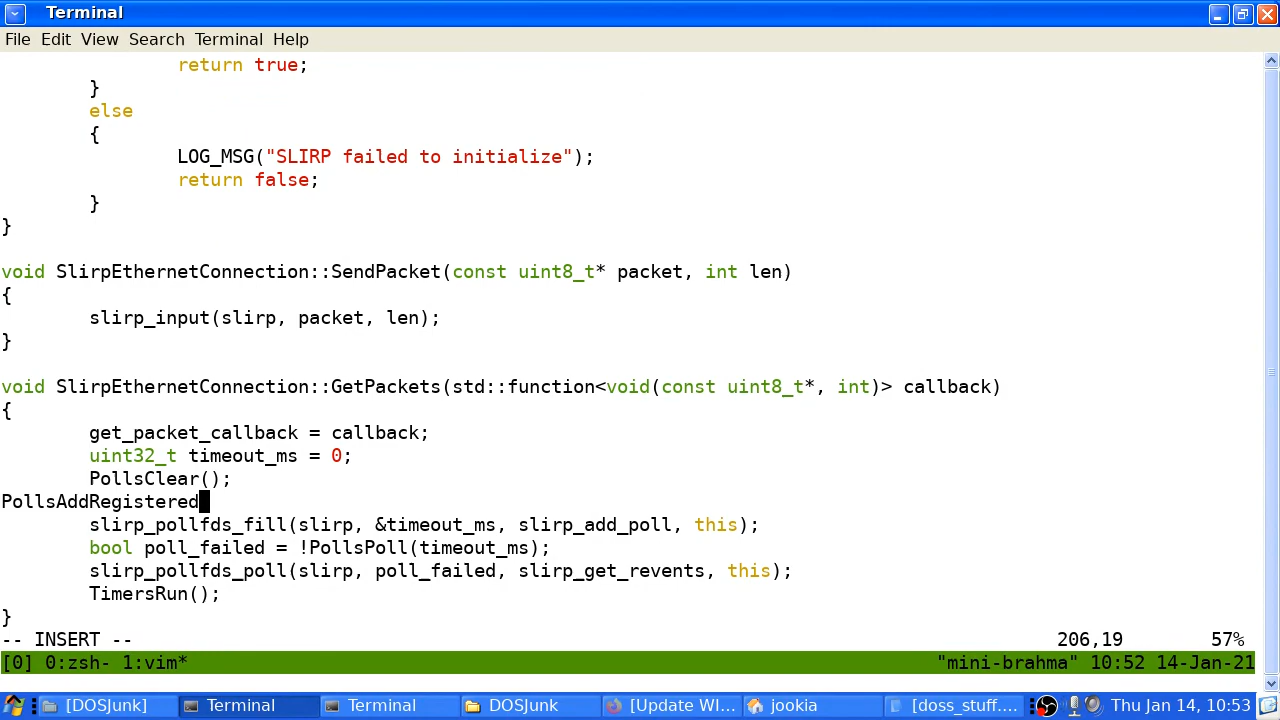 Terminal
File Edit View Search Terminal Help
return true;
}
else
{
LOG_MSG("SLIRP failed to initialize");
return false;
}
}
void SlirpEthernetConnection::SendPacket(const uint8_t* packet, int len)
{
slirp_input(slirp, packet, len);
}
void SlirpEthernetConnection::GetPackets(std::function<void(const uint8_t*, int)> callback)
{
get_packet_callback = callback;
uint32_t timeout_ms = 0;
PollsClear();
PollsAddRegistered
slirp_pollfds_fill(slirp, &timeout_ms, slirp_add_poll, this);
bool poll_failed = !PollsPoll(timeout_ms);
slirp_pollfds_poll(slirp, poll_failed, slirp_get_revents, this);
TimersRun();
}
-- INSERT -- 206,19 57%
[0] 0:zsh- 1:vim* "mini-brahma" 10:52 14-Jan-21
[DOSJunk] Terminal Terminal DOSJunk [Update WI... jookia [doss_stuff.... Thu Jan 14, 10:53